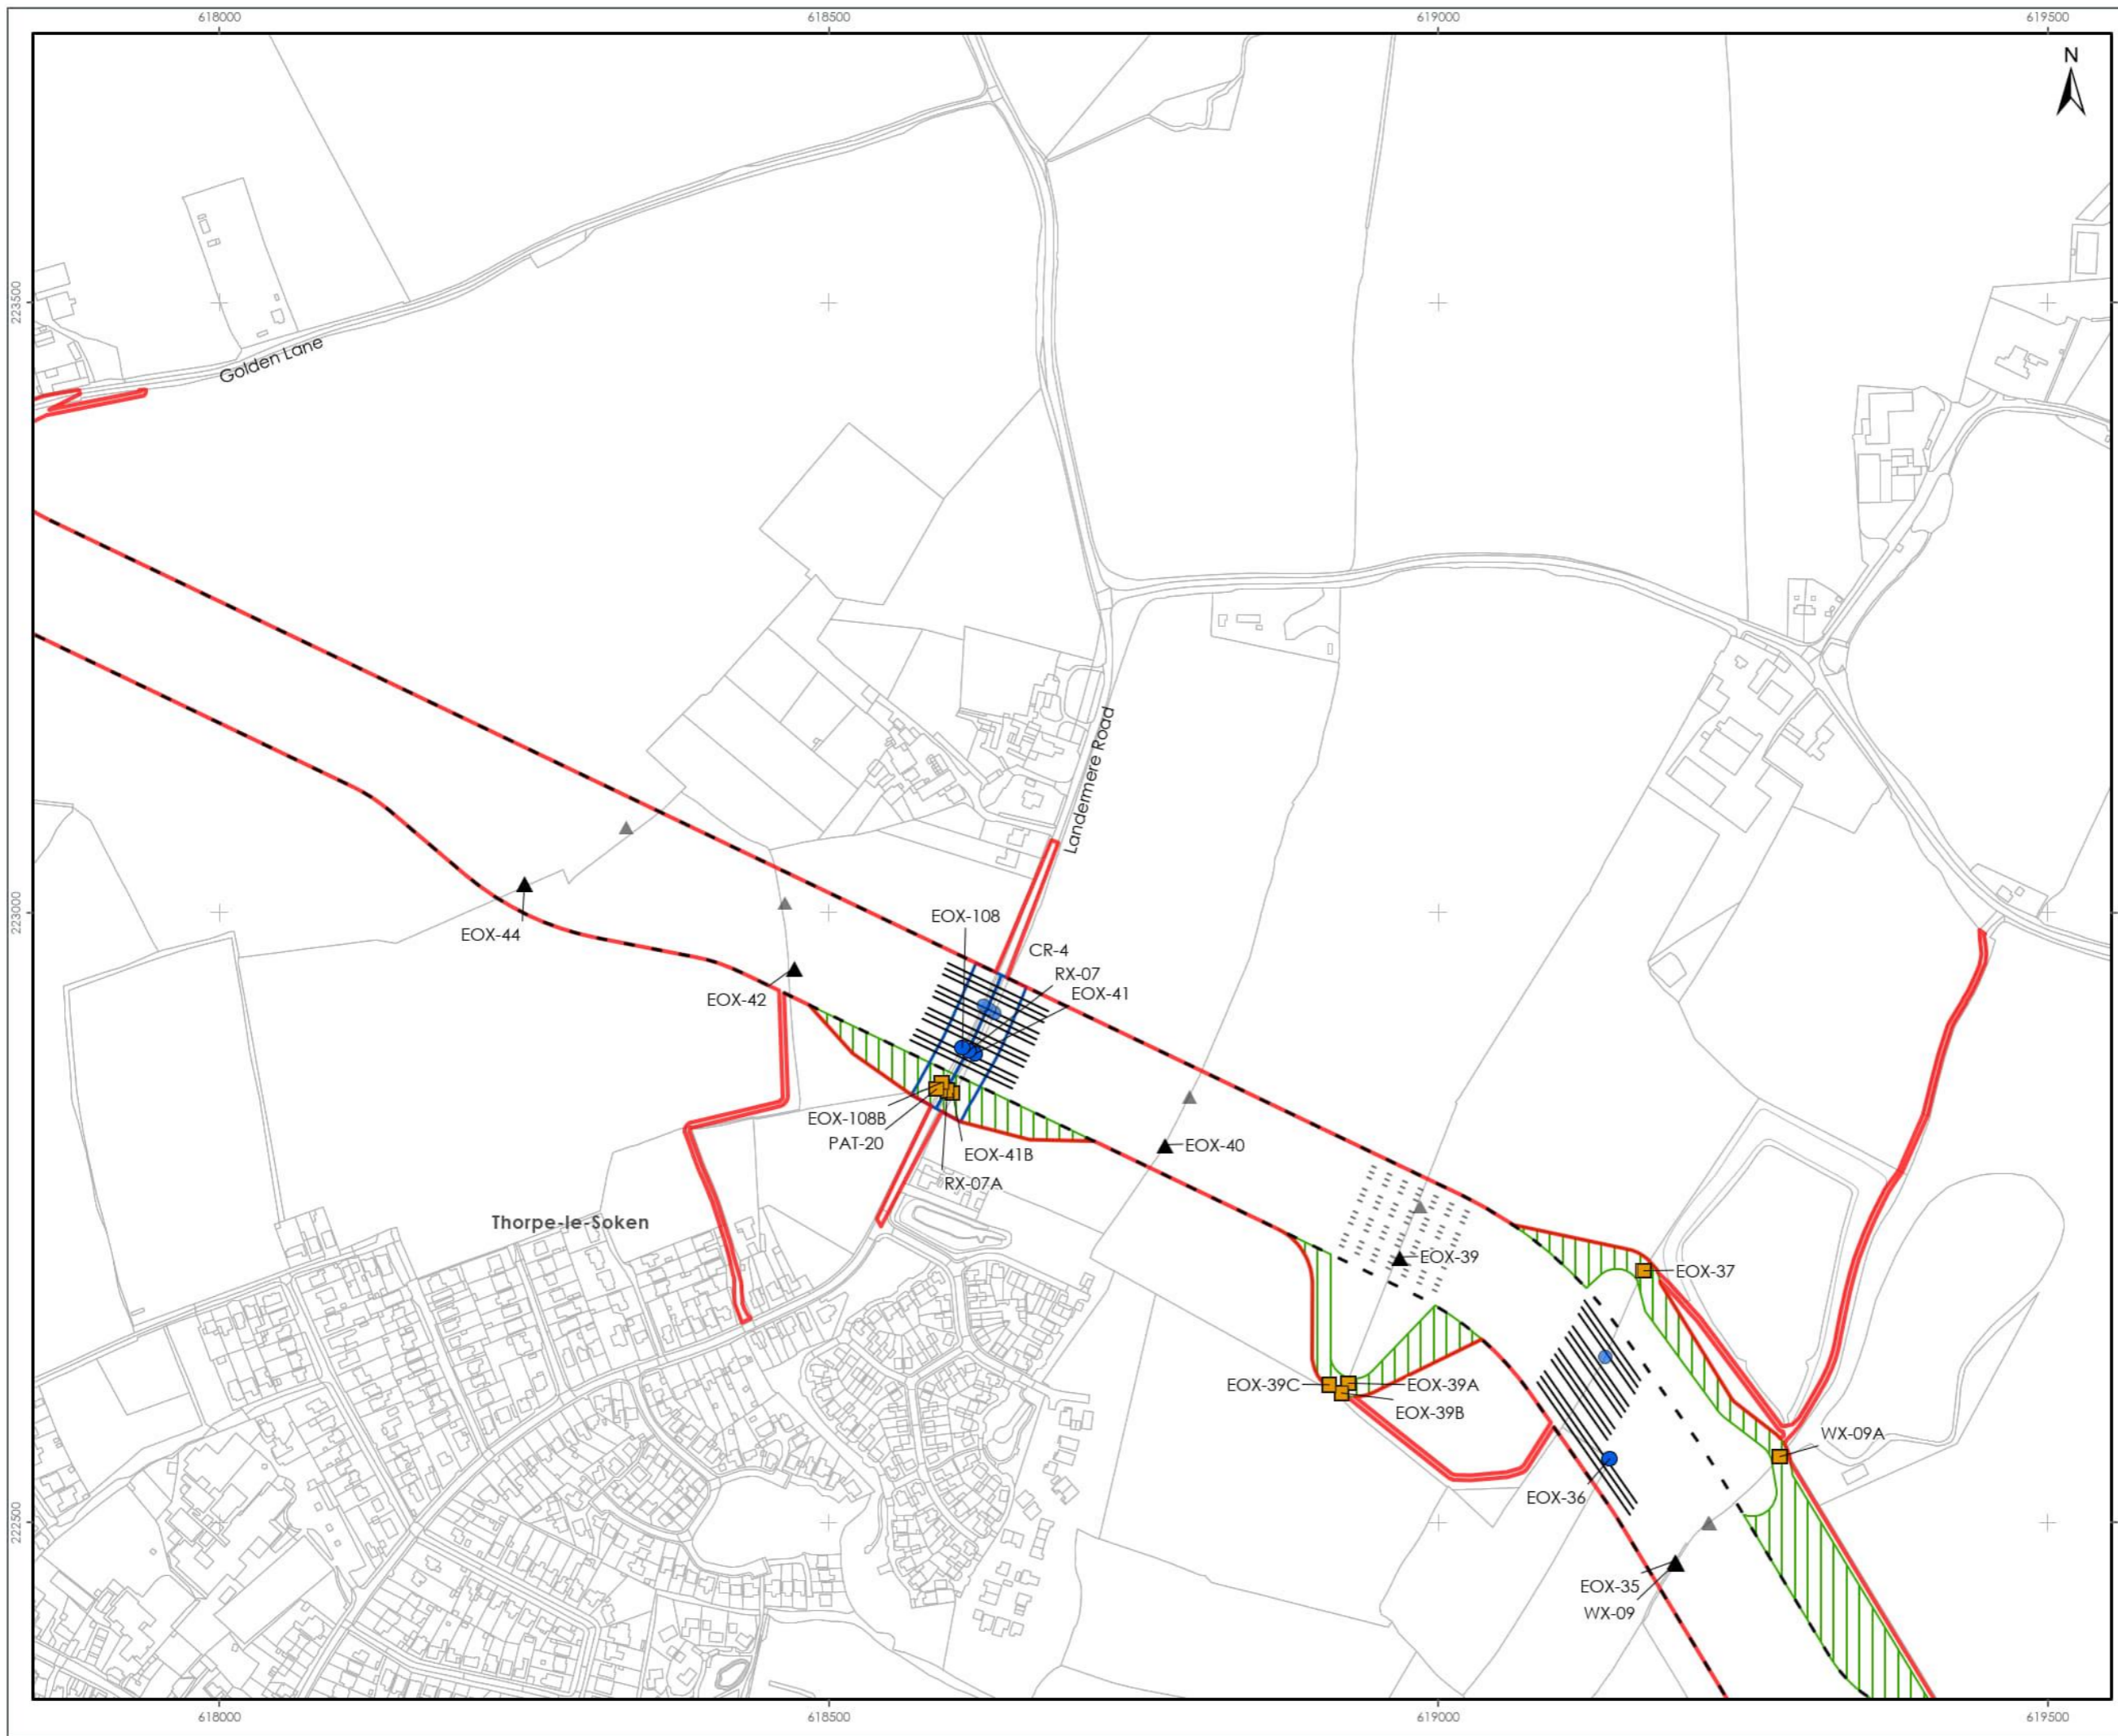 618000
618500
619000
619500
N
223500
Golden Lane
Landermere Road
223000
EOX-108
EOX-44
CR-4
RX-07
EOX-41
EOX-42
EOX-108B
PAT-20
EOX-41B
RX-07A
EOX-40
Thorpe-le-Soken
EOX-39
EOX-37
EOX-39C
EOX-39A
EOX-39B
WX-09A
EOX-36
222500
EOX-35
WX-09
618000
618500
619000
619500